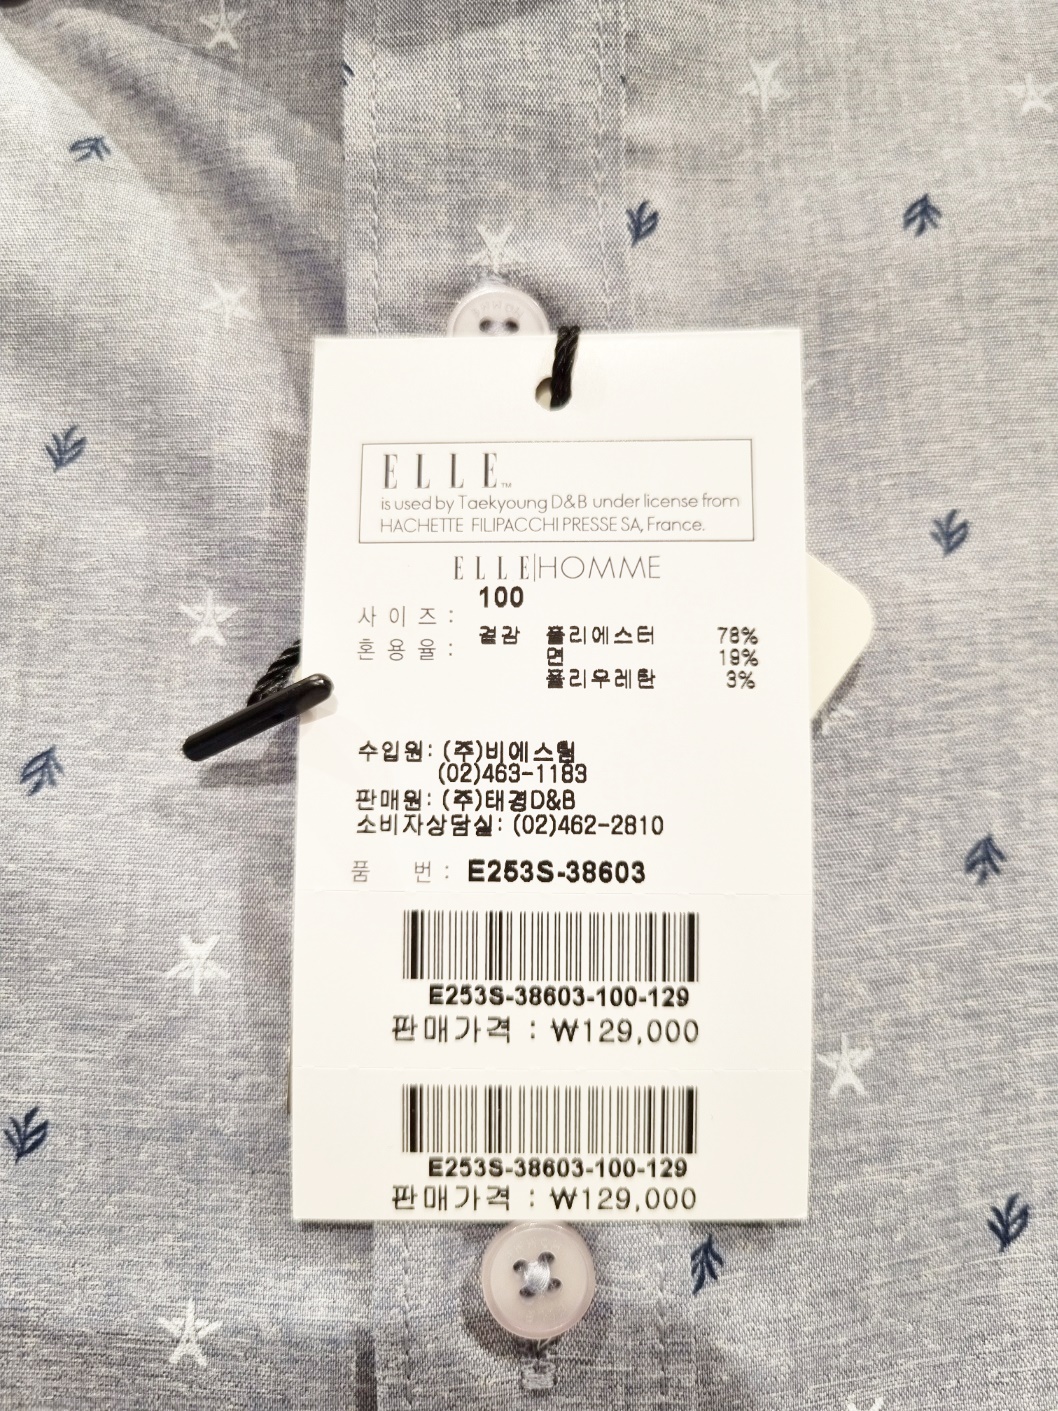 ELLE™
is used by Taekyoung D&B under license from
HACHETTE FILIPACCHI PRESSE SA, France.
ELLE|HOMME
사이즈: 100
혼용율: 겉감 폴리에스터 78%
면 19%
폴리우레탄 3%
수입원: (주)비에스템
(02)463-1183
판매원: (주)태경D&B
소비자상담실: (02)462-2810
품 번: E253S-38603
E253S-38603-100-129
판매가격 : ₩129,000
E253S-38603-100-129
판매가격 : ₩129,000